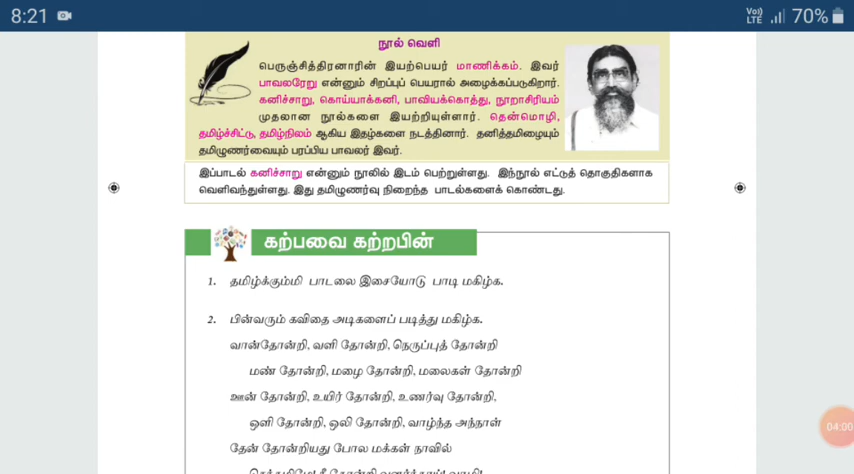 8:21
Vo)
LTE
70%
நூல் வெளி
பெருஞ்சித்திரனாரின் இயற்பெயர் மாணிக்கம். இவர்
பாவலரேறு என்னும் சிறப்புப் பெயரால் அழைக்கப்படுகிறார்.
கனிச்சாறு, கொய்யாக்கனி, பாவியக்கொத்து, நூறாசிரியம்
முதலான நூல்களை இயற்றியுள்ளார். தென்மொழி,
தமிழ்ச்சிட்டு, தமிழ்நிலம் ஆகிய இதழ்களை நடத்தினார். தனித்தமிழையும்
தமிழுணர்வையும் பரப்பிய பாவலர் இவர்.
இப்பாடல் கனிச்சாறு என்னும் நூலில் இடம் பெற்றுள்ளது. இந்நூல் எட்டுத் தொகுதிகளாக
வெளிவந்துள்ளது. இது தமிழுணர்வு நிறைந்த பாடல்களைக் கொண்டது.
கற்பவை கற்றபின்
1. தமிழ்க்கும்மி பாடலை இசையோடு பாடி மகிழ்க.
2. பின்வரும் கவிதை அடிகளைப் படித்து மகிழ்க.
வான்தோன்றி, வளி தோன்றி, நெருப்புத் தோன்றி
மண் தோன்றி, மழை தோன்றி, மலைகள் தோன்றி
ஊன் தோன்றி, உயிர் தோன்றி, உணர்வு தோன்றி,
ஒளி தோன்றி, ஒலி தோன்றி, வாழ்ந்த அந்நாள்
தேன் தோன்றியது போல மக்கள் நாவில்
04:00